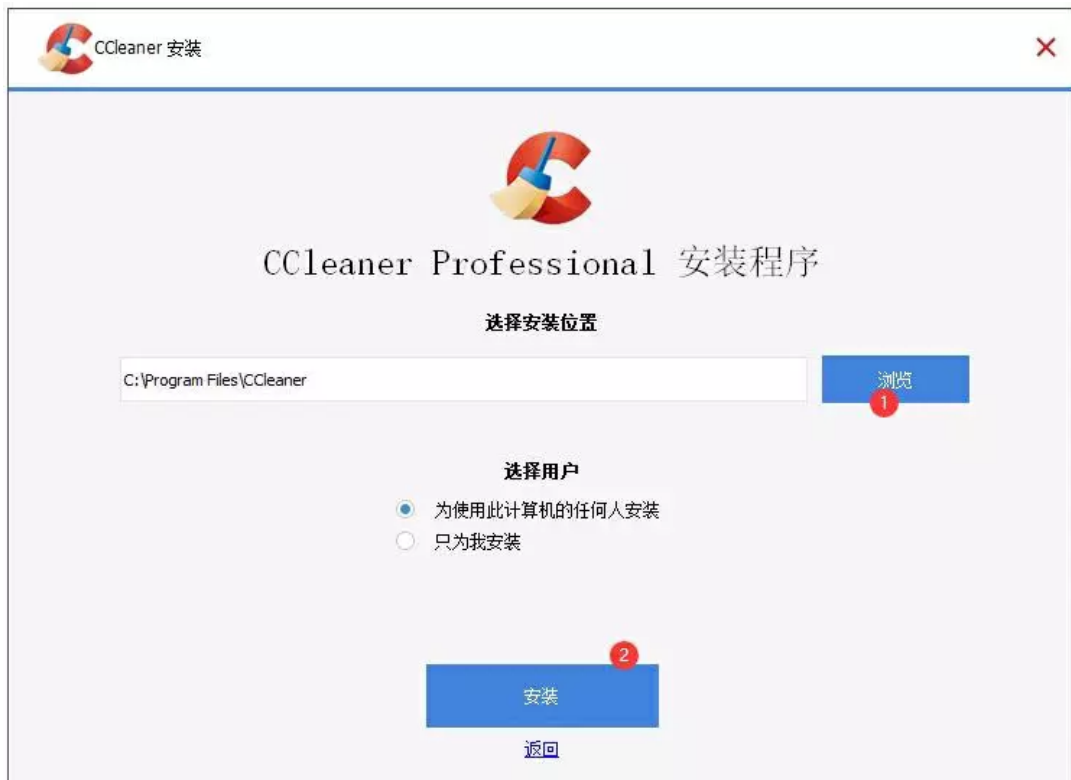 CCleaner 安装
CCleaner Professional 安装程序
选择安装位置
C:\Program Files\CCleaner
浏览
1
选择用户
为使用此计算机的任何人安装
只为我安装
2
安装
返回